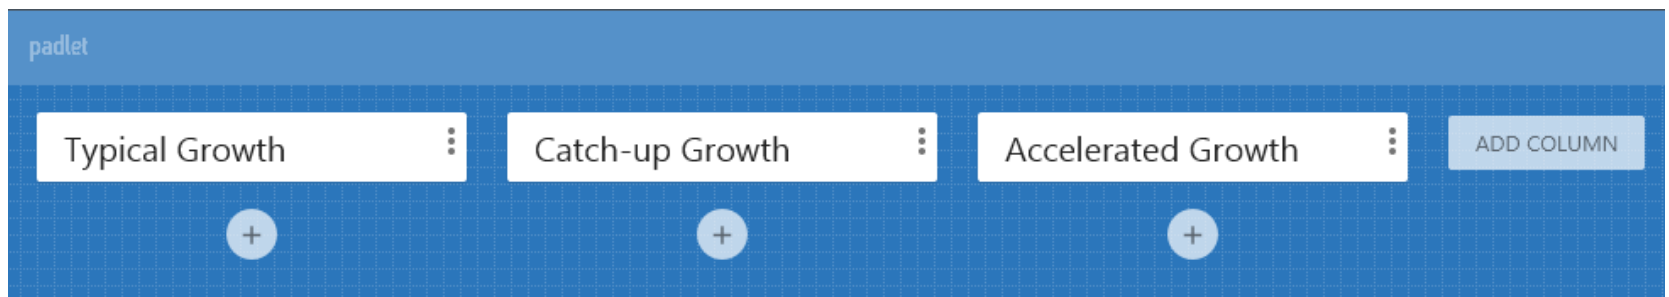 padlet
Typical Growth
Catch-up Growth
Accelerated Growth
ADD COLUMN